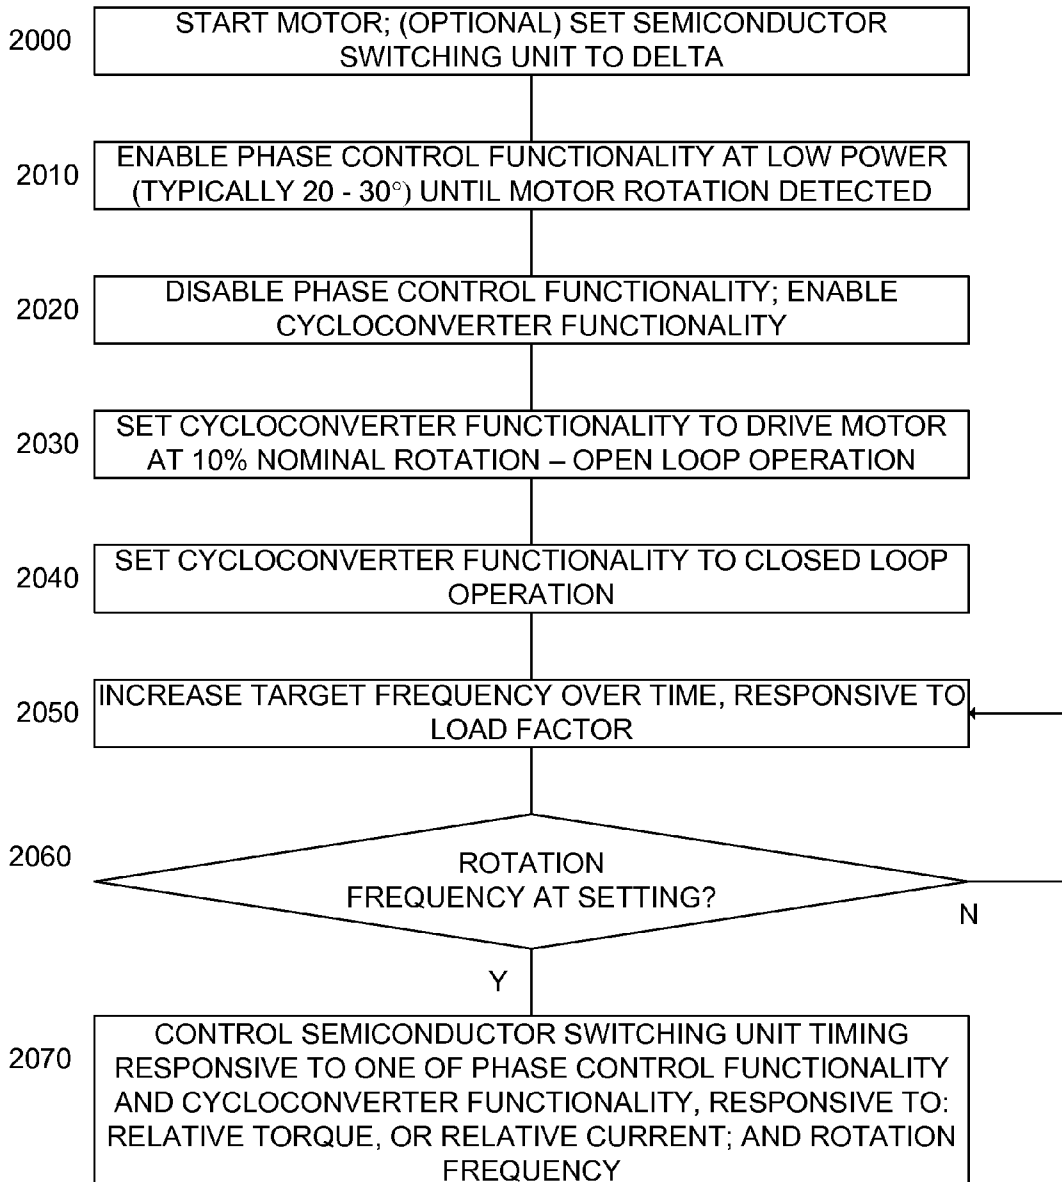 2000
START MOTOR; (OPTIONAL) SET SEMICONDUCTOR
SWITCHING UNIT TO DELTA
2010
ENABLE PHASE CONTROL FUNCTIONALITY AT LOW POWER
(TYPICALLY 20 - 30°) UNTIL MOTOR ROTATION DETECTED
2020
DISABLE PHASE CONTROL FUNCTIONALITY; ENABLE
CYCLOCONVERTER FUNCTIONALITY
2030
SET CYCLOCONVERTER FUNCTIONALITY TO DRIVE MOTOR
AT 10% NOMINAL ROTATION – OPEN LOOP OPERATION
2040
SET CYCLOCONVERTER FUNCTIONALITY TO CLOSED LOOP
OPERATION
2050
INCREASE TARGET FREQUENCY OVER TIME, RESPONSIVE TO
LOAD FACTOR
2060
ROTATION
FREQUENCY AT SETTING?
N
Y
2070
CONTROL SEMICONDUCTOR SWITCHING UNIT TIMING
RESPONSIVE TO ONE OF PHASE CONTROL FUNCTIONALITY
AND CYCLOCONVERTER FUNCTIONALITY, RESPONSIVE TO:
RELATIVE TORQUE, OR RELATIVE CURRENT; AND ROTATION
FREQUENCY